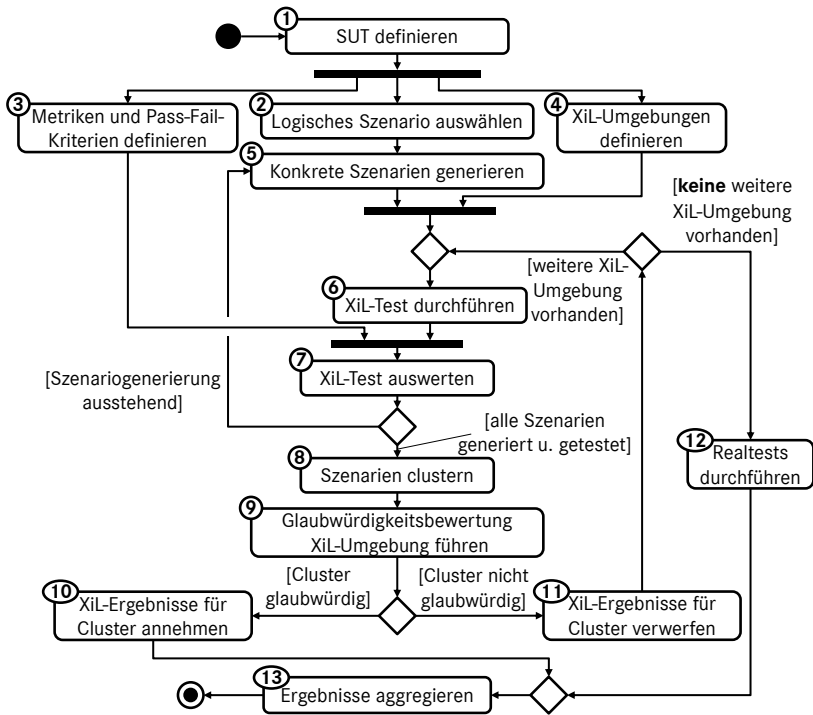 1
SUT definieren
3
Metriken und Pass-Fail-
Kriterien definieren
2
Logisches Szenario auswählen
4
XiL-Umgebungen
definieren
5
Konkrete Szenarien generieren
[keine weitere
XiL-Umgebung
vorhanden]
[weitere XiL-
Umgebung
vorhanden]
6
XiL-Test durchführen
7
XiL-Test auswerten
[Szenariogenerierung
ausstehend]
[alle Szenarien
generiert u. getestet]
12
Realtests
durchführen
8
Szenarien clustern
9
Glaubwürdigkeitsbewertung
XiL-Umgebung führen
[Cluster
glaubwürdig]
[Cluster nicht
glaubwürdig]
10
XiL-Ergebnisse für
Cluster annehmen
11
XiL-Ergebnisse für
Cluster verwerfen
13
Ergebnisse aggregieren